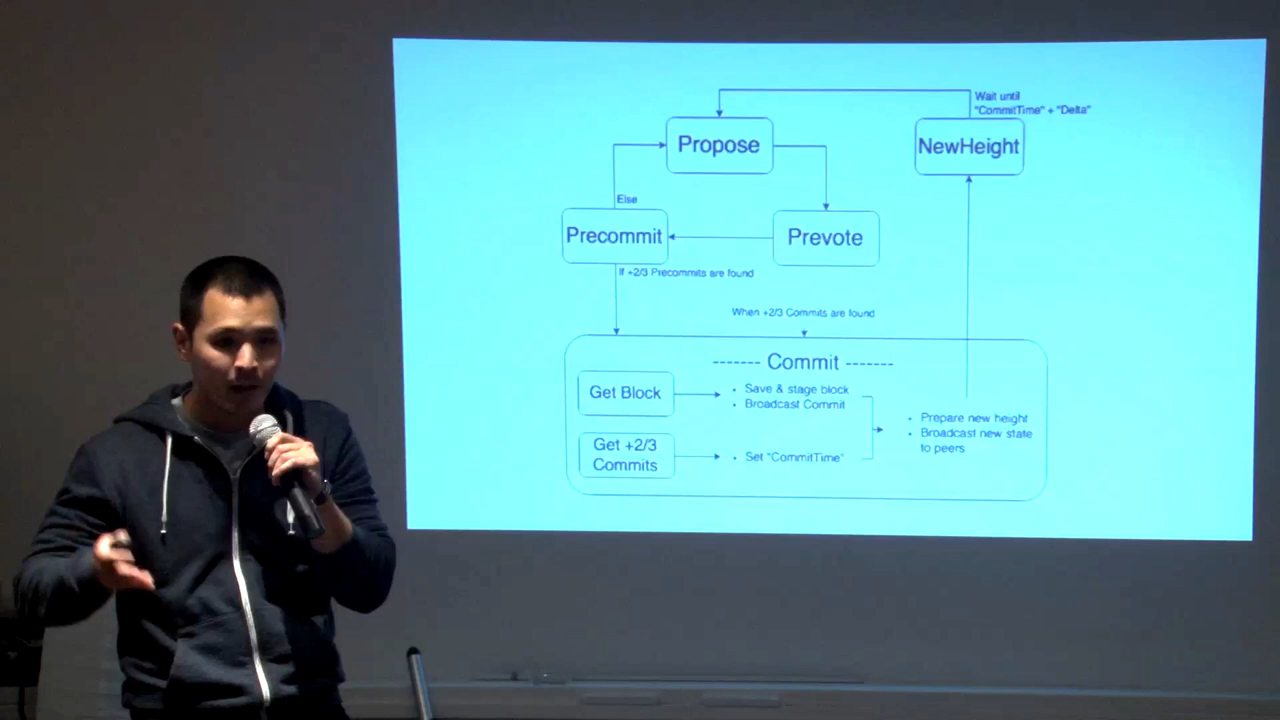 Wait until
"CommitTime" + "Delta"
Propose
NewHeight
Else
Precommit
Prevote
If +2/3 Precommits are found
When +2/3 Commits are found
------- Commit -------
Get Block
• Save & stage block
• Broadcast Commit
Get +2/3
Commits
• Set "CommitTime"
• Prepare new height
• Broadcast new state
to peers